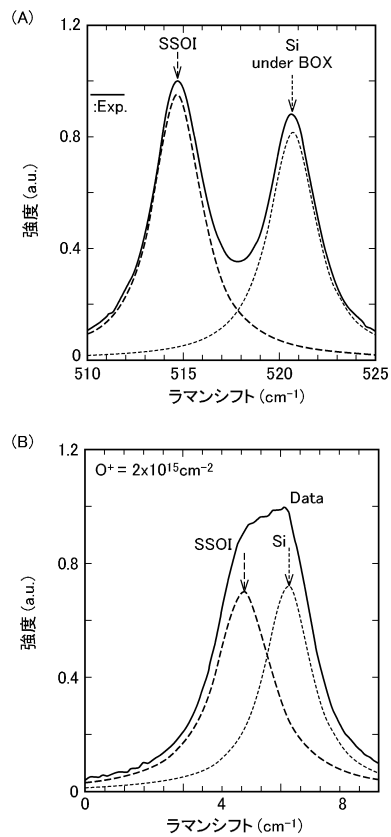 (A)
1.2
SSOI
Si
under BOX
:Exp.
0.8
強度(a.u.)
0.4
0
510
515
520
525
ラマンシフト(cm⁻¹)
(B)
1.2
O⁺ = 2x10¹⁵cm⁻²
Data
SSOI
Si
0.8
強度(a.u.)
0.4
0
0
4
6
8
ラマンシフト(cm⁻¹)